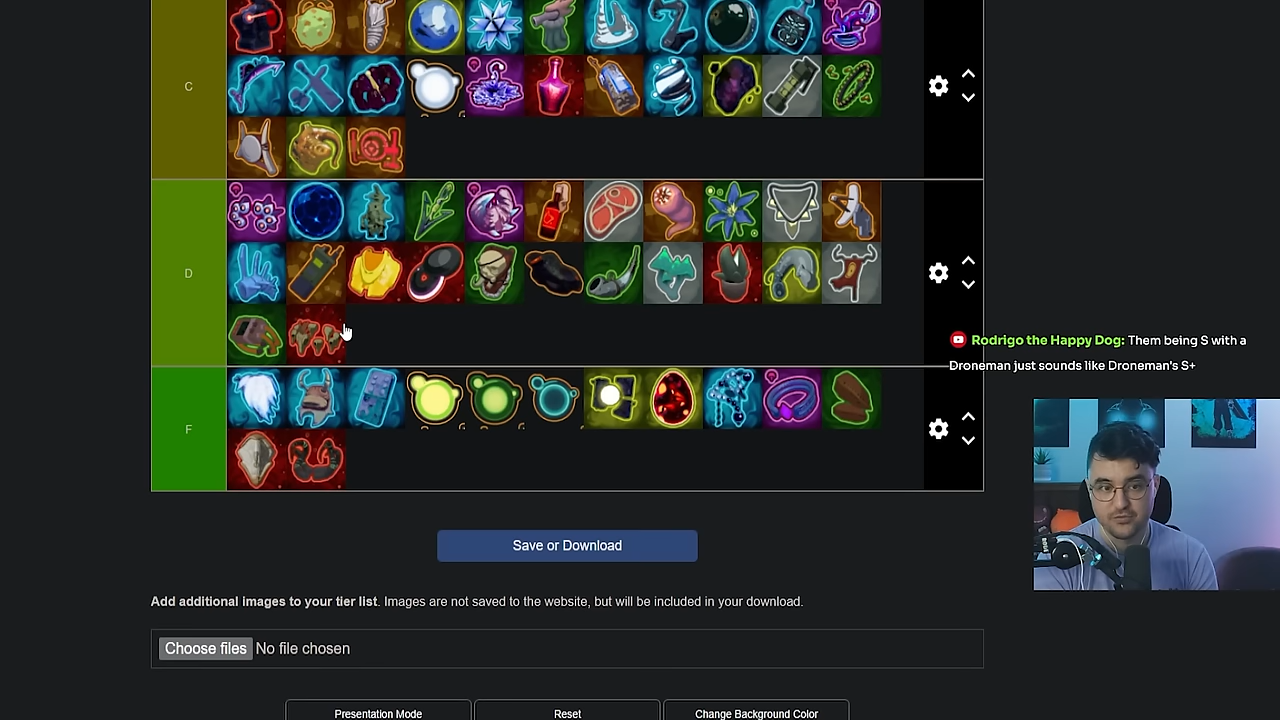 C
D
Rodrigo the Happy Dog: Them being S with a
Droneman just sounds like Droneman's S+
F
Save or Download
Add additional images to your tier list. Images are not saved to the website, but will be included in your download.
Choose files No file chosen
Presentation Mode
Reset
Change Background Color